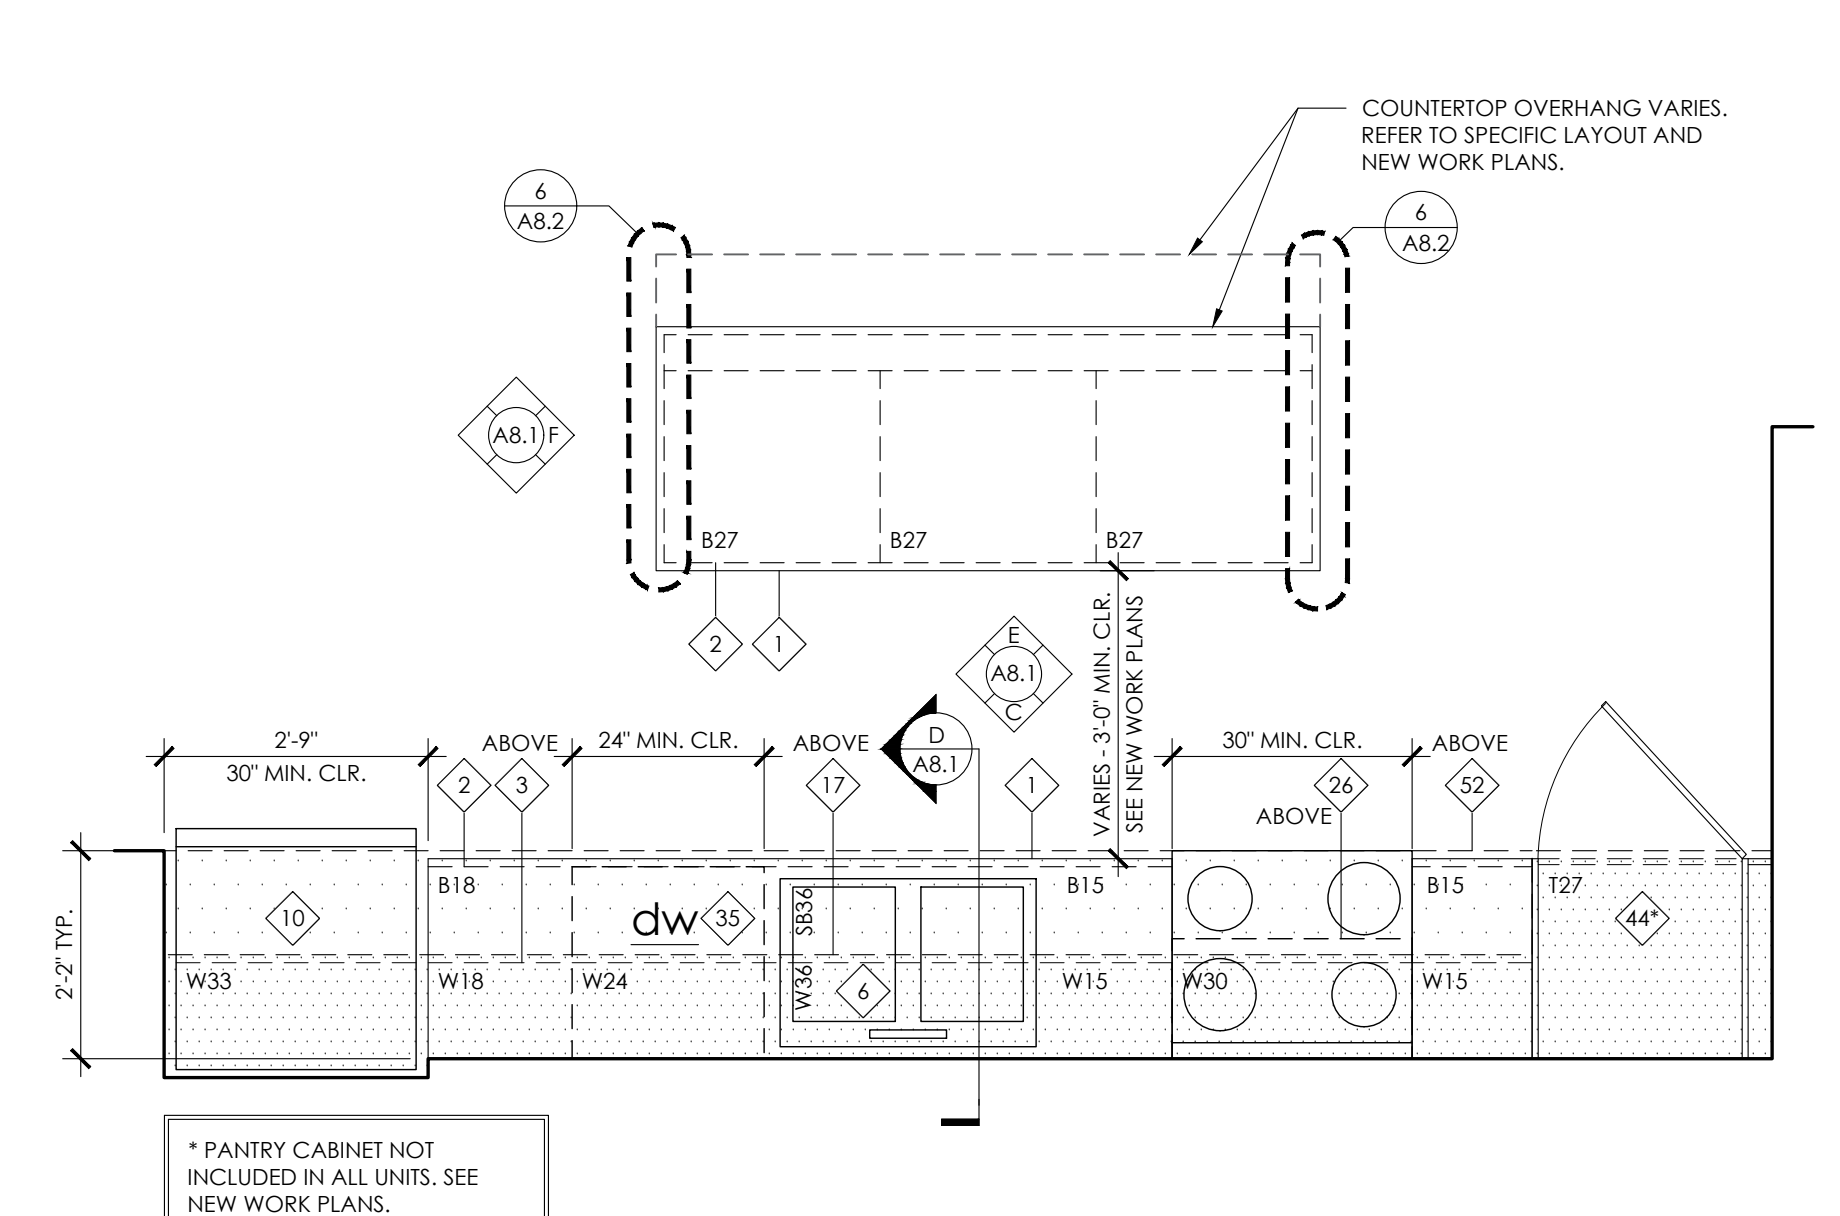 COUNTERTOP OVERHANG VARIES.
REFER TO SPECIFIC LAYOUT AND
NEW WORK PLANS.
6
A8.2
6
A8.2
A8.1 F
B27
B27
B27
2
1
E
A8.1
C
VARIES - 3'-0" MIN. CLR.
SEE NEW WORK PLANS
D
A8.1
2'-9"
30" MIN. CLR.
ABOVE
24" MIN. CLR.
ABOVE
30" MIN. CLR.
ABOVE
2
3
17
1
26
52
ABOVE
2'-2" TYP.
B18
SB36
B15
B15
T27
10
dw
35
44*
W33
W18
W24
W36
6
W15
W30
W15
* PANTRY CABINET NOT
INCLUDED IN ALL UNITS. SEE
NEW WORK PLANS.